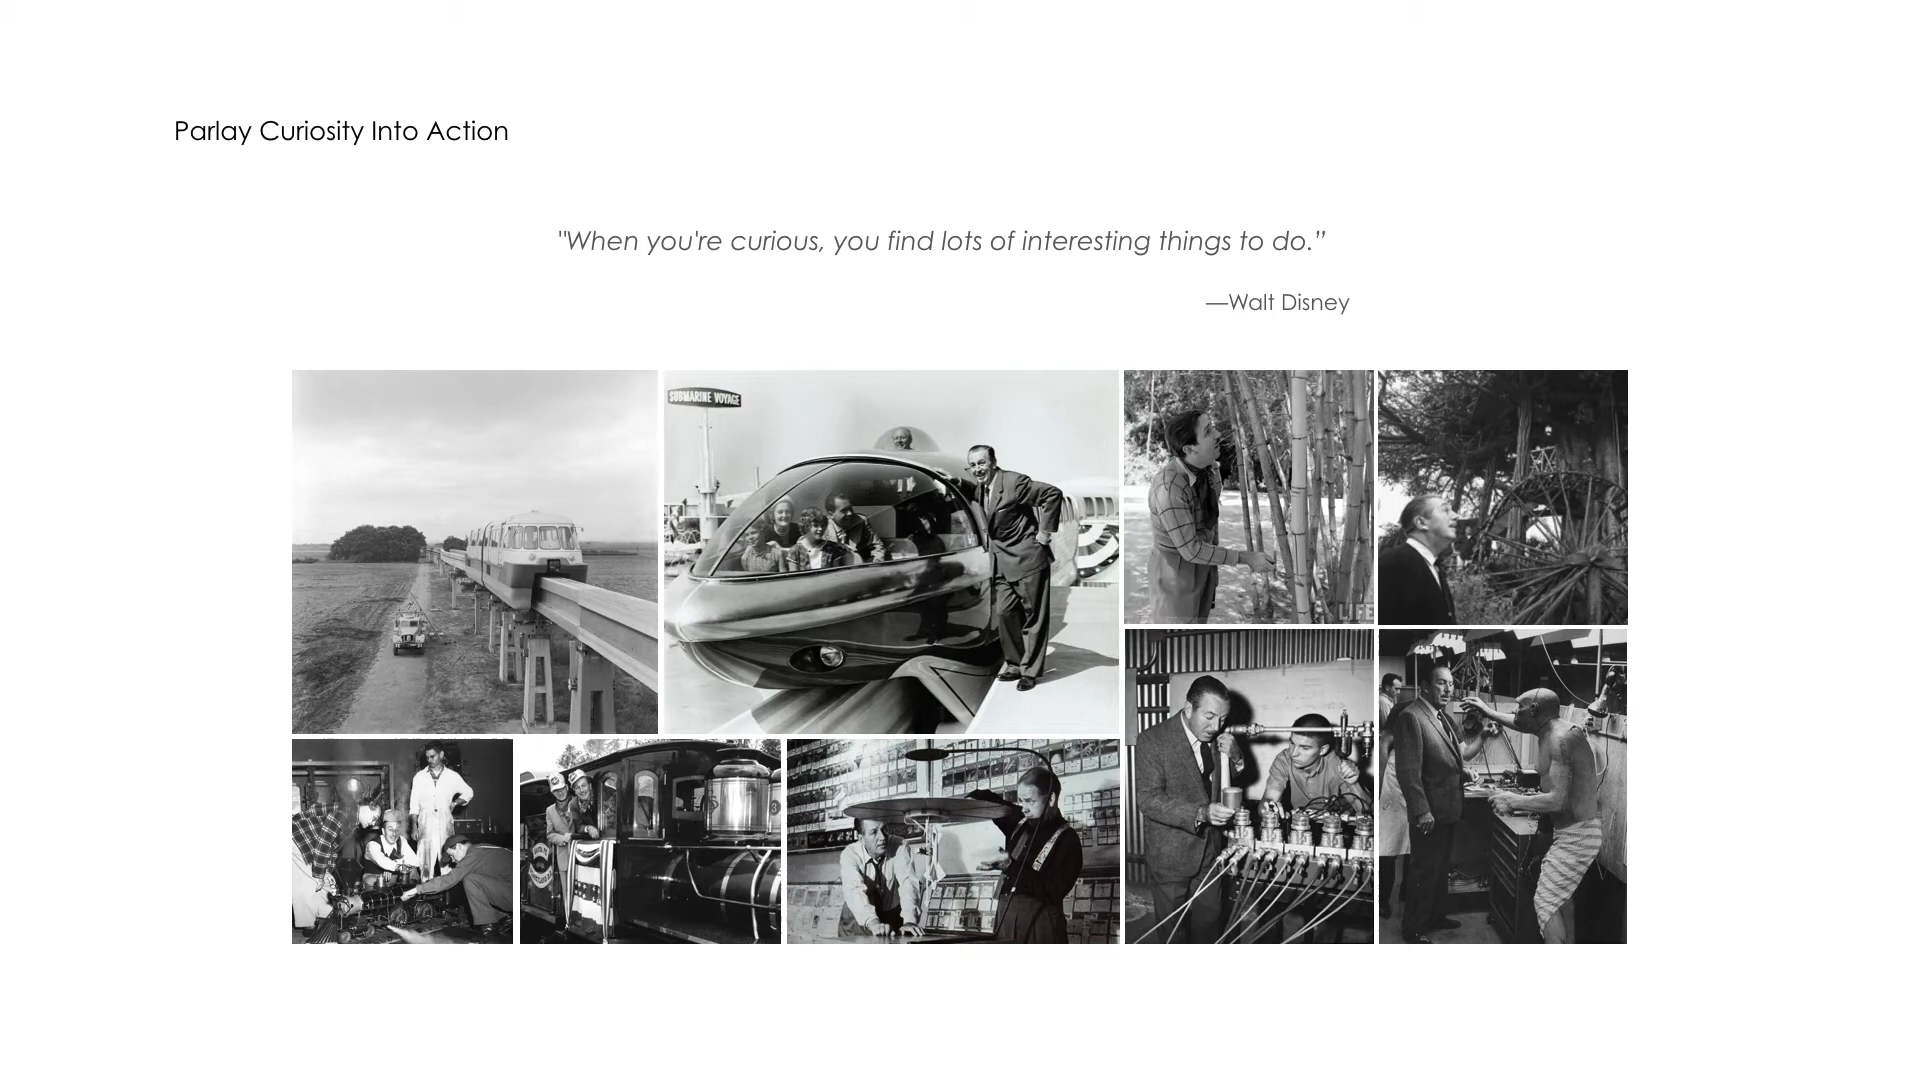 Parlay Curiosity Into Action
"When you're curious, you find lots of interesting things to do.”
—Walt Disney
SUBMARINE VOYAGE
LIFE